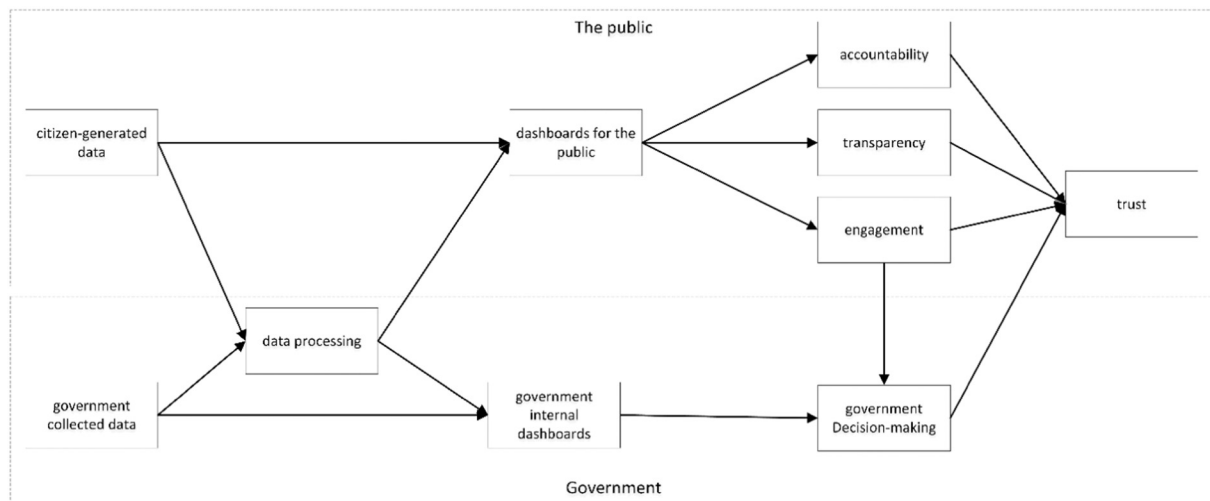 The public
accountability
citizen-generated
data
dashboards for the
public
transparency
trust
engagement
data processing
government
collected data
government
internal
dashboards
government
Decision-making
Government